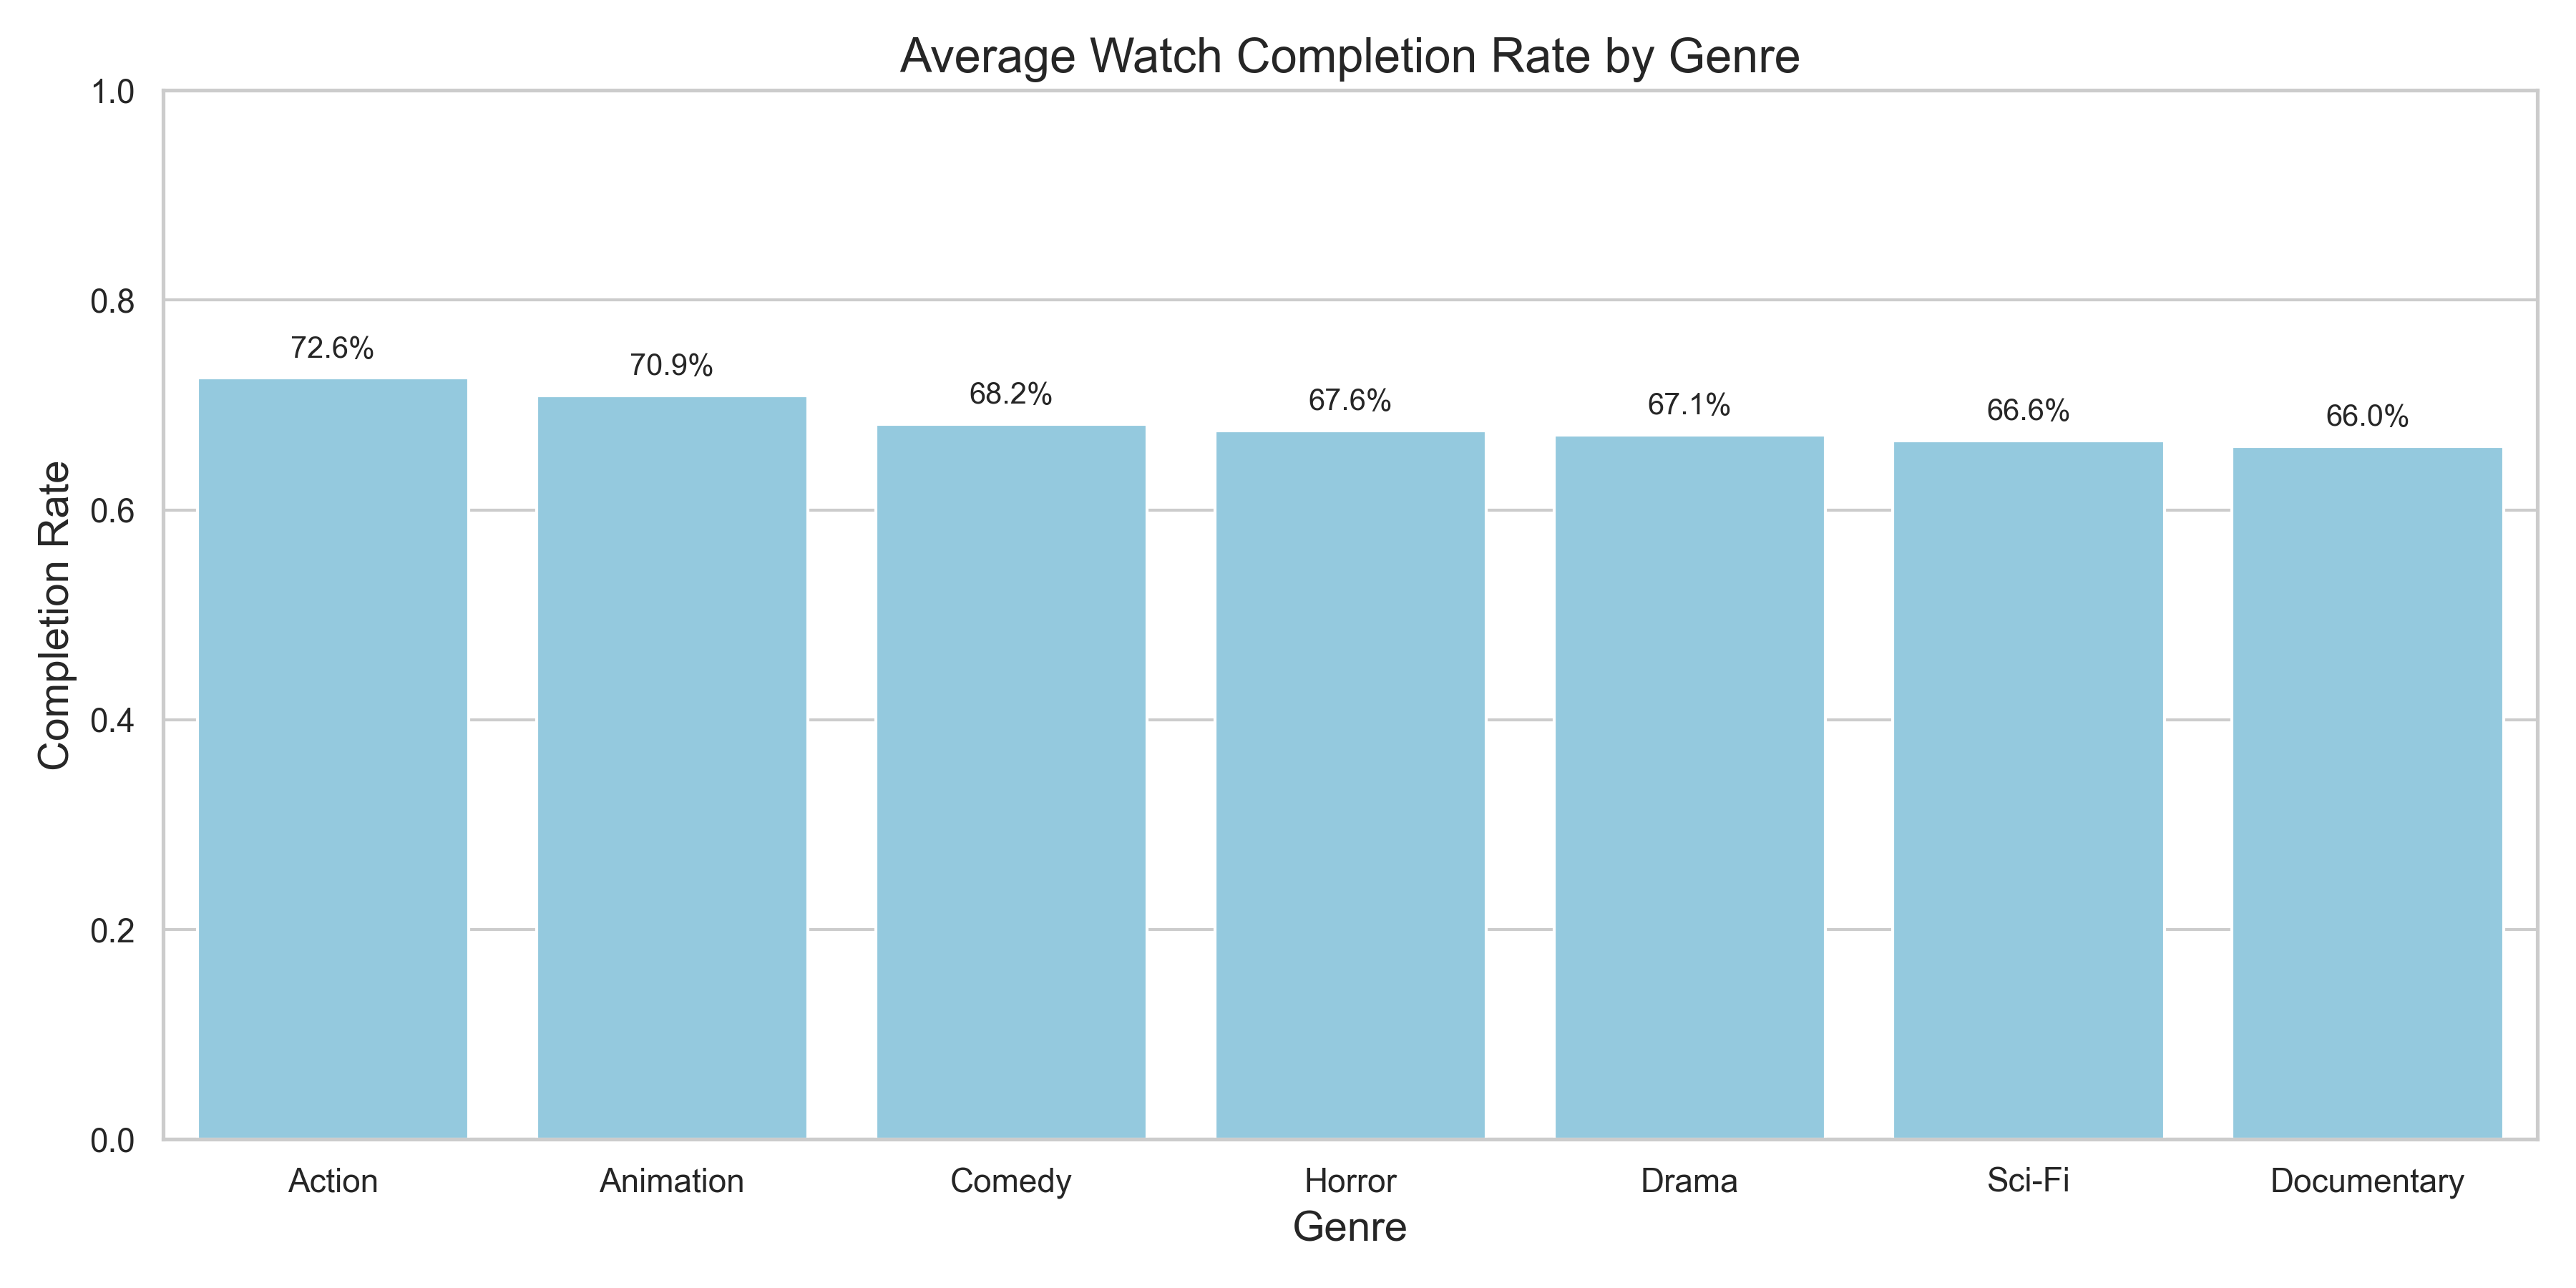 Average Watch Completion Rate by Genre
1.0
0.8
0.6
0.4
0.2
0.0
Completion Rate
72.6%
70.9%
68.2%
67.6%
67.1%
66.6%
66.0%
Action
Animation
Comedy
Horror
Drama
Sci-Fi
Documentary
Genre